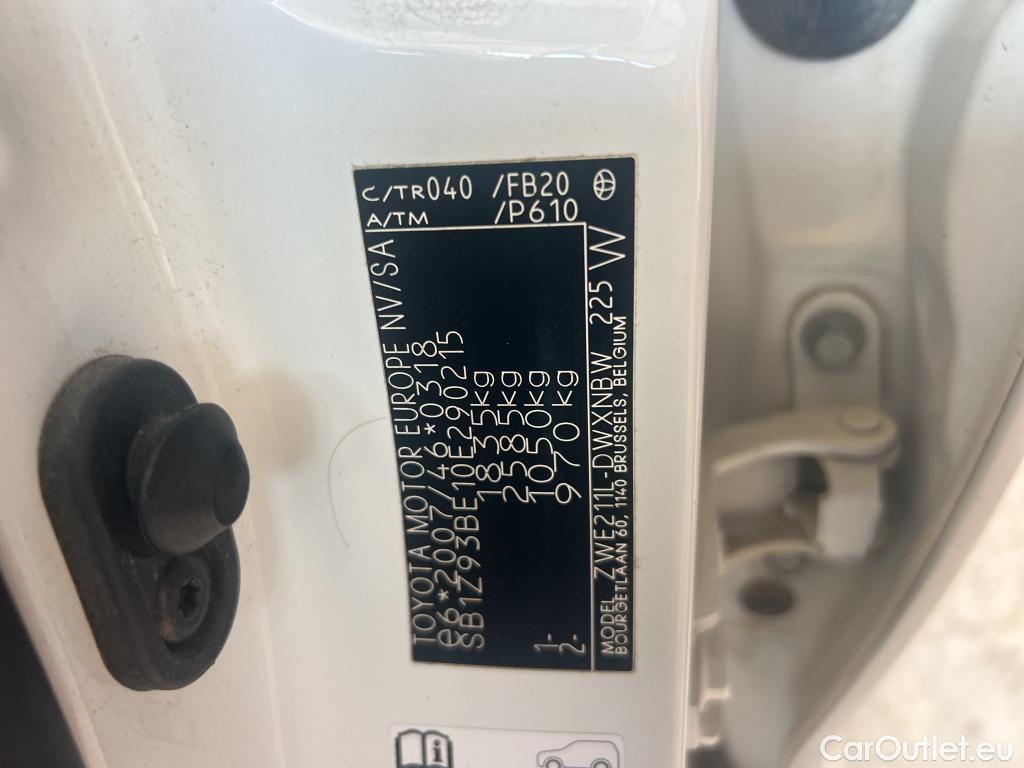 C/TR040 /FB20
A/TM /P610
TOYOTA MOTOR EUROPE NV/SA
e6*2007/46*0318
SB1Z93BE10E290215
1835kg
2585kg
1- 1050kg
2- 970kg
MODEL ZWE211L-DWXNBW 225 W
BOURGETLAAN 60, 1140 BRUSSELS, BELGIUM
CarOutlet.eu